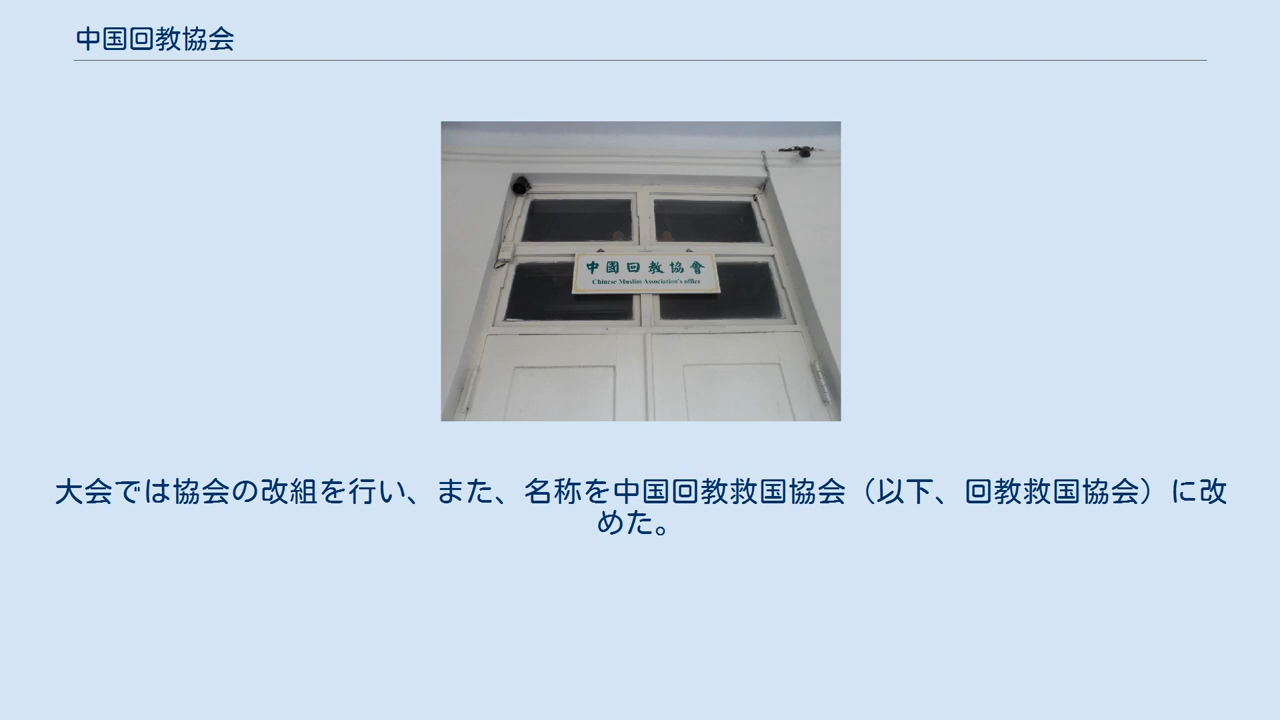 中国回教協会
中國回教協會
Chinese Muslim Association's office
大会では協会の改組を行い、また、名称を中国回教救国協会（以下、回教救国協会）に改
めた。